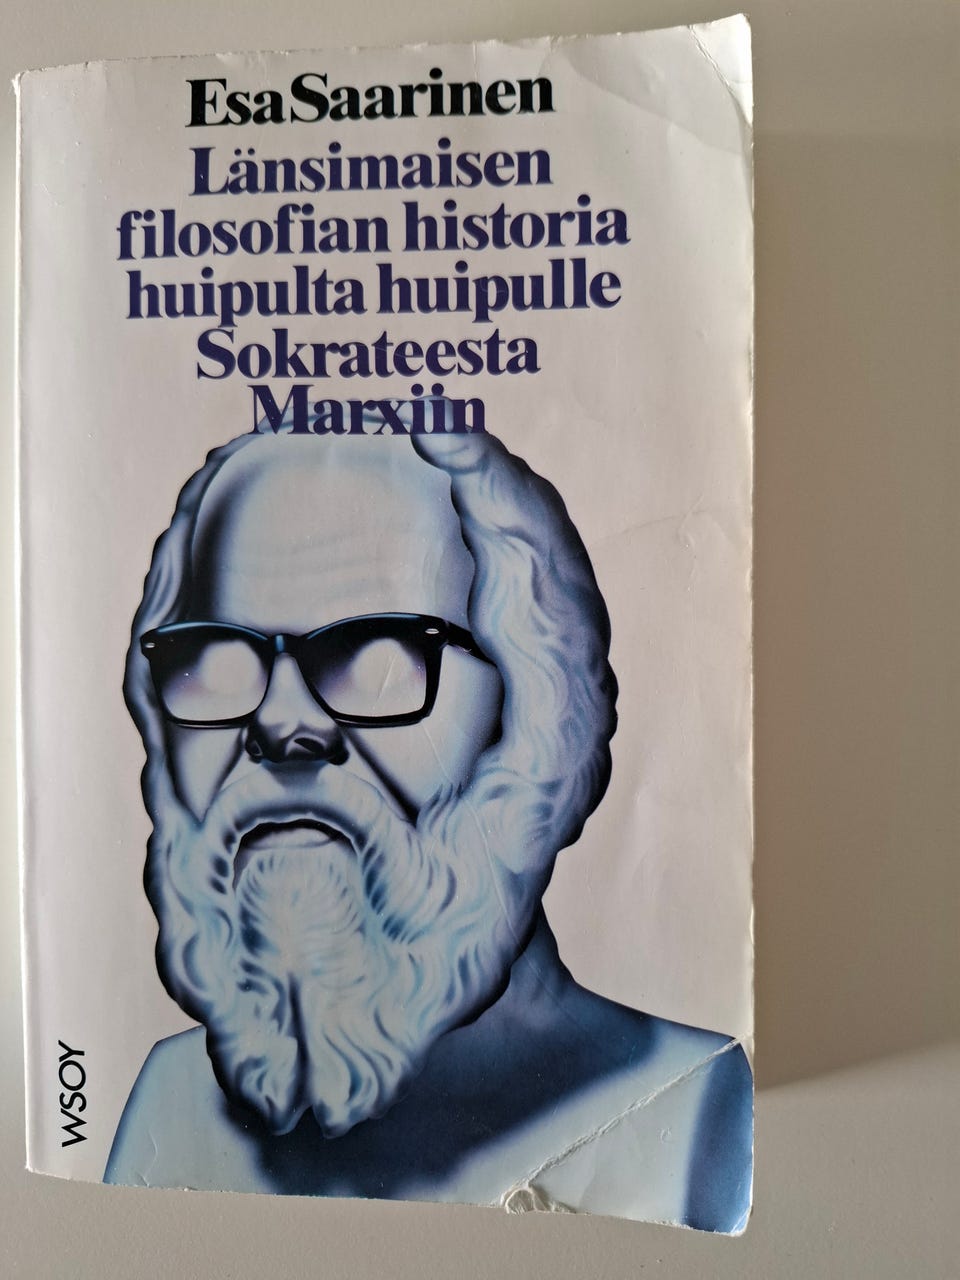 Esa Saarinen
Länsimaisen
filosofian historia
huipulta huipulle
Sokrateesta
Marxiin
WSOY